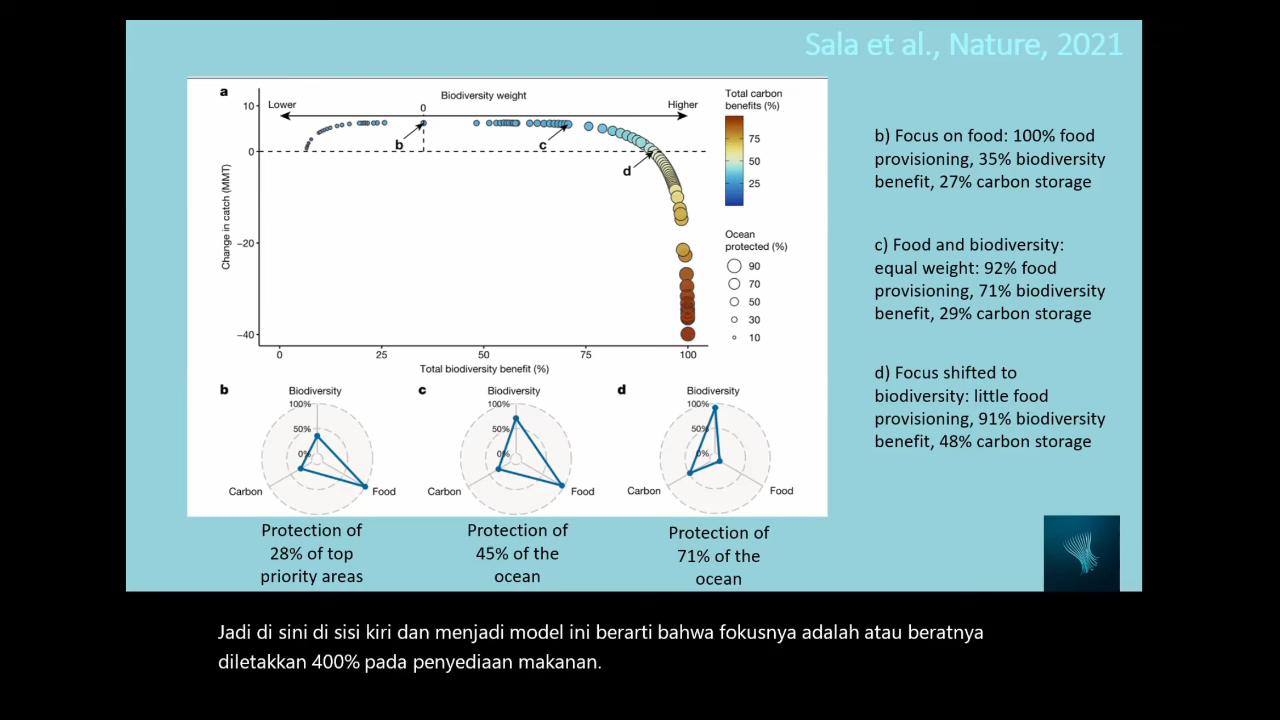 Sala et al., Nature, 2021
a
Biodiversity weight
Lower
0
Higher
10
0
−20
−40
Change in catch (MMT)
b
c
d
0
25
50
75
100
Total biodiversity benefit (%)
Total carbon
benefits (%)
75
50
25
Ocean
protected (%)
90
70
50
30
10
b
Biodiversity
100%
50%
0%
Carbon
Food
c
Biodiversity
100%
50%
0%
Carbon
Food
d
Biodiversity
100%
50%
0%
Carbon
Food
Protection of
28% of top
priority areas
Protection of
45% of the
ocean
Protection of
71% of the
ocean
b) Focus on food: 100% food
provisioning, 35% biodiversity
benefit, 27% carbon storage
c) Food and biodiversity:
equal weight: 92% food
provisioning, 71% biodiversity
benefit, 29% carbon storage
d) Focus shifted to
biodiversity: little food
provisioning, 91% biodiversity
benefit, 48% carbon storage
Jadi di sini di sisi kiri dan menjadi model ini berarti bahwa fokusnya adalah atau beratnya
diletakkan 400% pada penyediaan makanan.